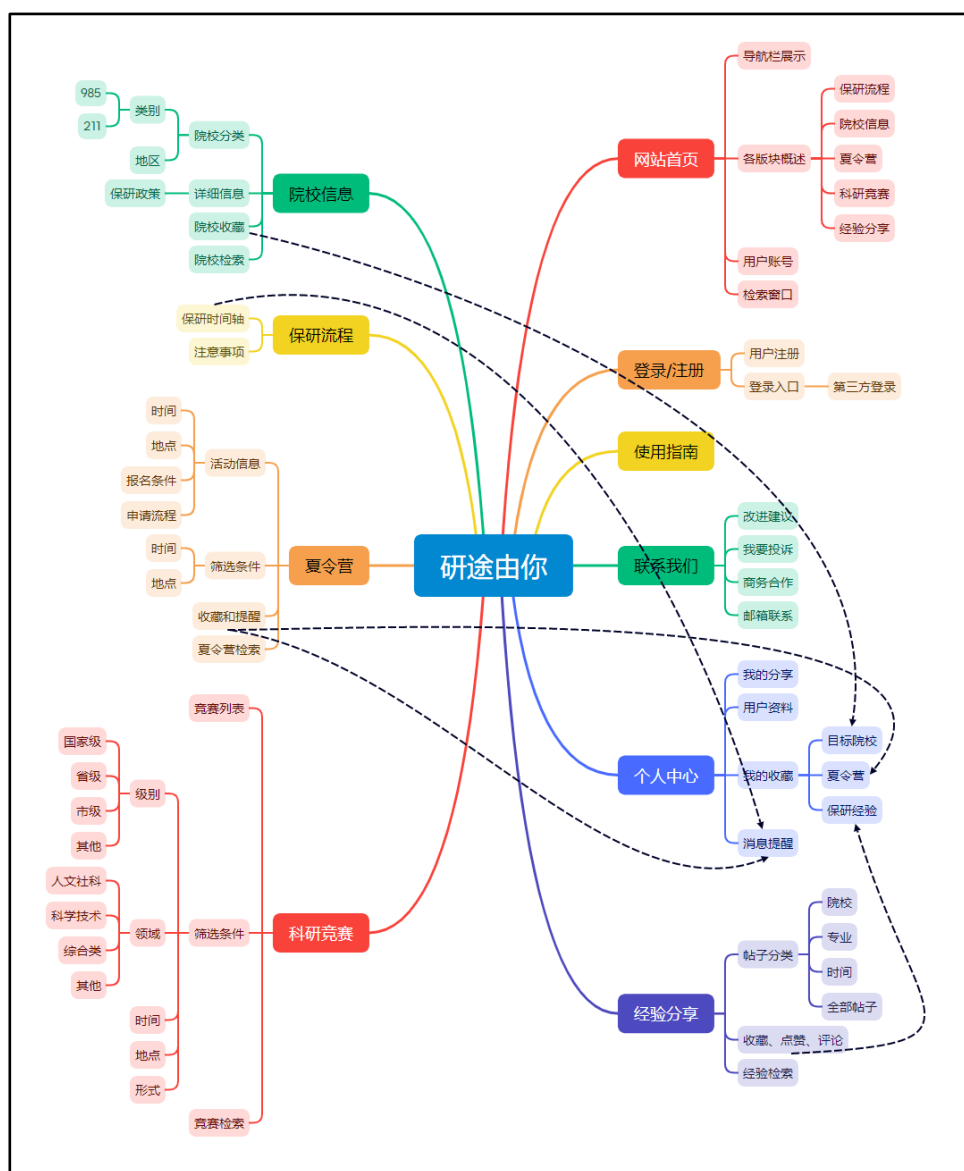 研途由你
网站首页
导航栏展示
各版块概述
保研流程
院校信息
夏令营
科研竞赛
经验分享
用户账号
检索窗口
登录/注册
用户注册
登录入口
第三方登录
使用指南
联系我们
改进建议
我要投诉
商务合作
邮箱联系
个人中心
我的分享
用户资料
我的收藏
目标院校
夏令营
保研经验
消息提醒
经验分享
帖子分类
院校
专业
时间
全部帖子
收藏、点赞、评论
经验检索
院校信息
院校分类
类别
985
211
地区
详细信息
保研政策
院校收藏
院校检索
保研流程
保研时间轴
注意事项
夏令营
活动信息
时间
地点
报名条件
申请流程
筛选条件
时间
地点
收藏和提醒
夏令营检索
科研竞赛
竞赛列表
筛选条件
级别
国家级
省级
市级
其他
领域
人文社科
科学技术
综合类
其他
时间
地点
形式
竞赛检索